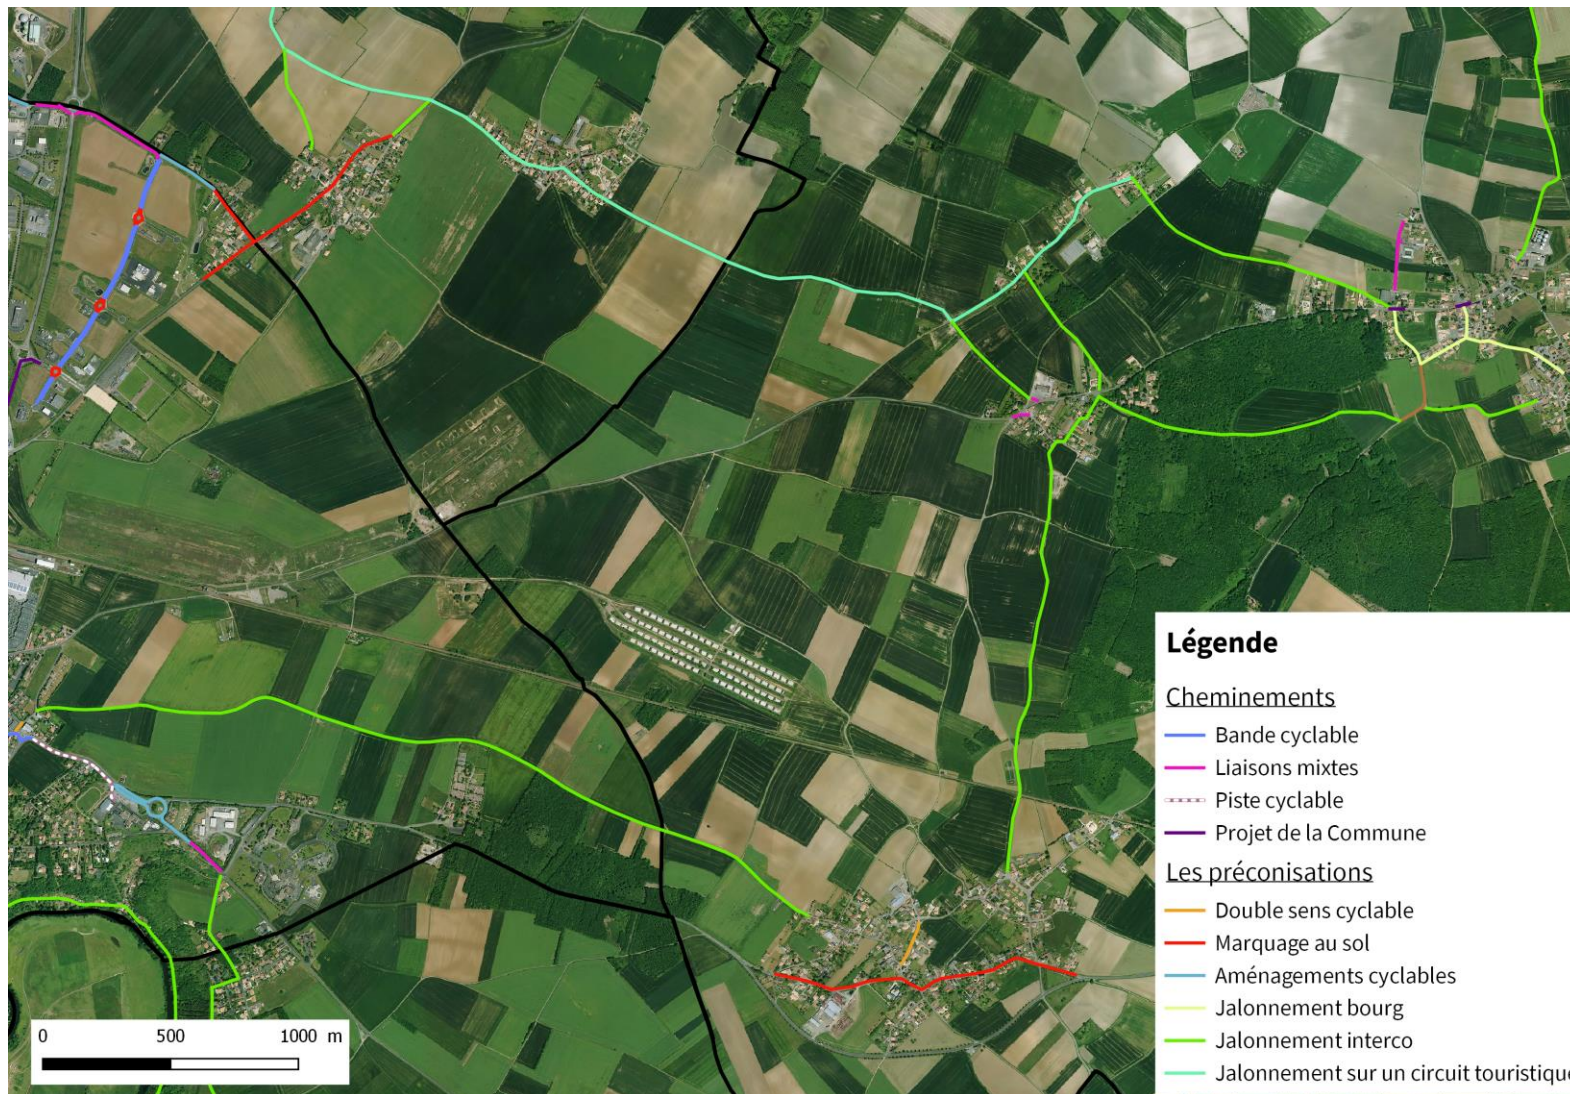 Légende
Cheminements
Bande cyclable
Liaisons mixtes
Piste cyclable
Projet de la Commune
Les préconisations
Double sens cyclable
Marquage au sol
Aménagements cyclables
Jalonnement bourg
Jalonnement interco
Jalonnement sur un circuit touristique
0 500 1000 m